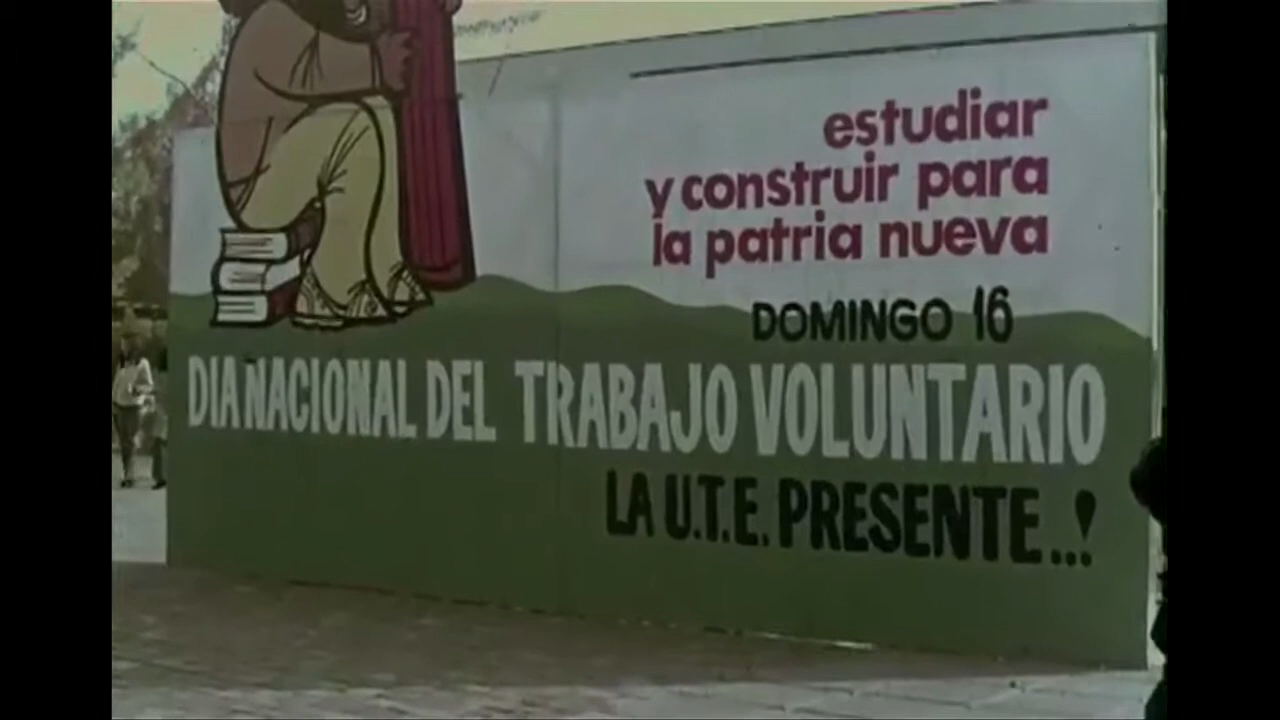 estudiar
y construir para
la patria nueva
DOMINGO 16
DIA NACIONAL DEL TRABAJO VOLUNTARIO
LA U.T.E. PRESENTE...!